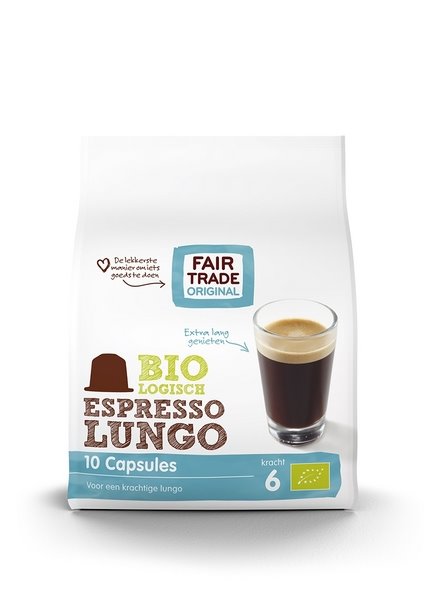 De lekkerste
manier om iets
goeds te doen
FAIR
TRADE
ORIGINAL
Extra lang
genieten
BIO
LOGISCH
ESPRESSO
LUNGO
10 Capsules
kracht
6
Voor een krachtige lungo